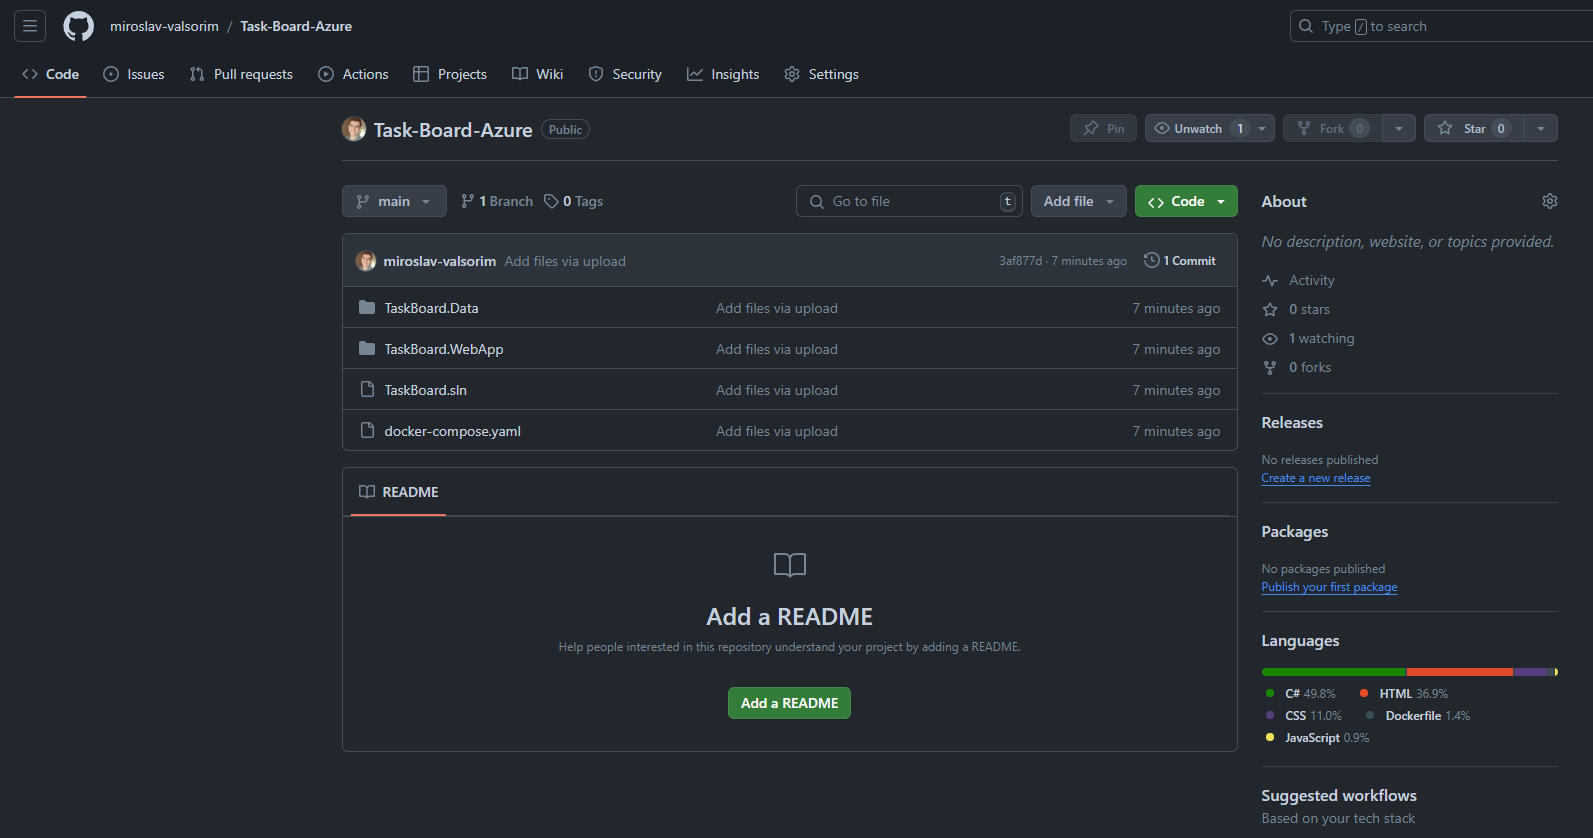 miroslav-valsorim / Task-Board-Azure
Type / to search
Code Issues Pull requests Actions Projects Wiki Security Insights Settings
Task-Board-Azure Public
Pin Unwatch 1 Fork 0 Star 0
main 1 Branch 0 Tags
Go to file t Add file Code
miroslav-valsorim Add files via upload 3af877d · 7 minutes ago 1 Commit
TaskBoard.Data Add files via upload 7 minutes ago
TaskBoard.WebApp Add files via upload 7 minutes ago
TaskBoard.sln Add files via upload 7 minutes ago
docker-compose.yaml Add files via upload 7 minutes ago
README
Add a README
Help people interested in this repository understand your project by adding a README.
Add a README
About
No description, website, or topics provided.
Activity
0 stars
1 watching
0 forks
Releases
No releases published
Create a new release
Packages
No packages published
Publish your first package
Languages
C# 49.8% HTML 36.9%
CSS 11.0% Dockerfile 1.4%
JavaScript 0.9%
Suggested workflows
Based on your tech stack